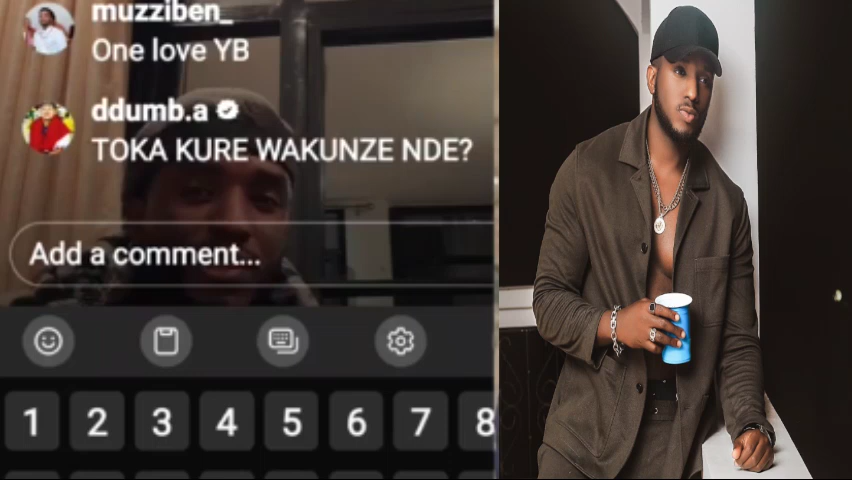 muzziben_
One love YB
ddumb.a
TOKA KURE WAKUNZE NDE?
Add a comment...
1 2 3 4 5 6 7 8